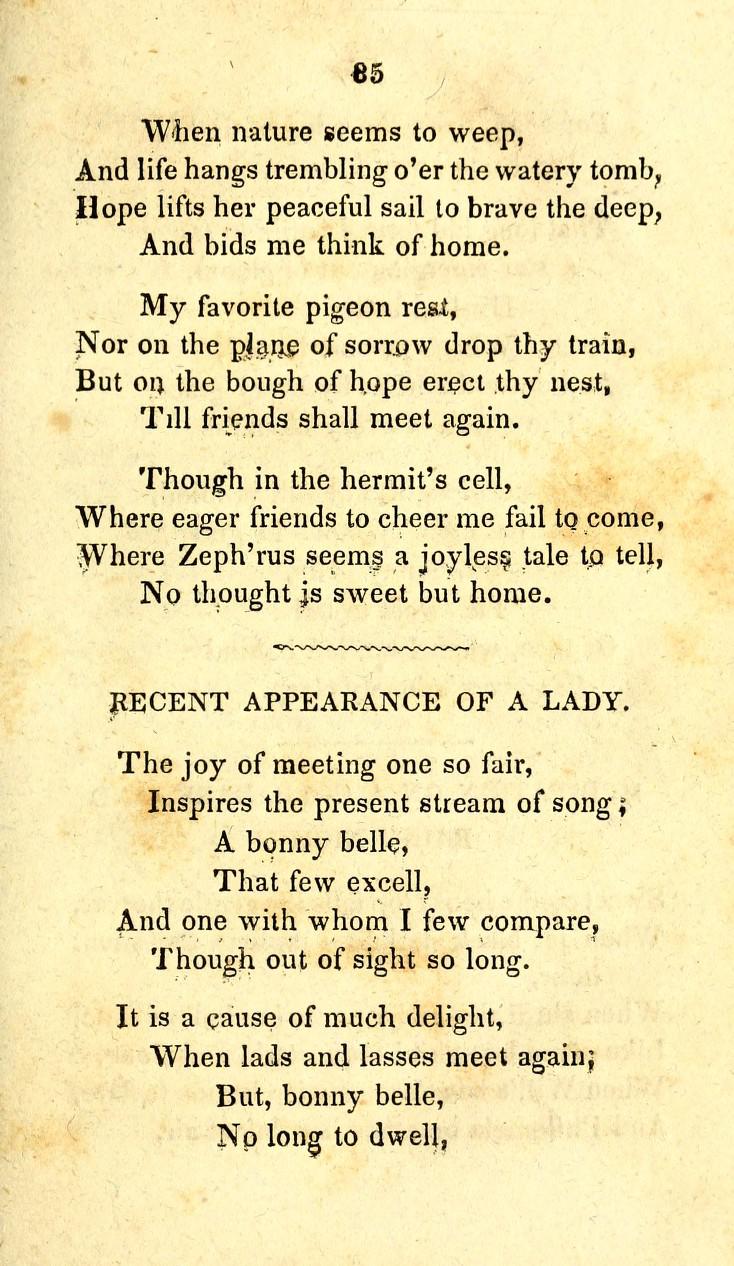 65
When nature seems to weep,
And life hangs trembling o'er the watery tomb,
Hope lifts her peaceful sail to brave the deep,
And bids me think of home.
My favorite pigeon rest,
Nor on the plane of sorrow drop thy train,
But on the bough of hope erect thy nest,
Till friends shall meet again.
Though in the hermit's cell,
Where eager friends to cheer me fail to come,
Where Zeph'rus seems a joyless tale to tell,
No thought is sweet but home.
RECENT APPEARANCE OF A LADY.
The joy of meeting one so fair,
Inspires the present stream of song;
A bonny belle,
That few excell,
And one with whom I few compare,
Though out of sight so long.
It is a cause of much delight,
When lads and lasses meet again;
But, bonny belle,
No long to dwell,